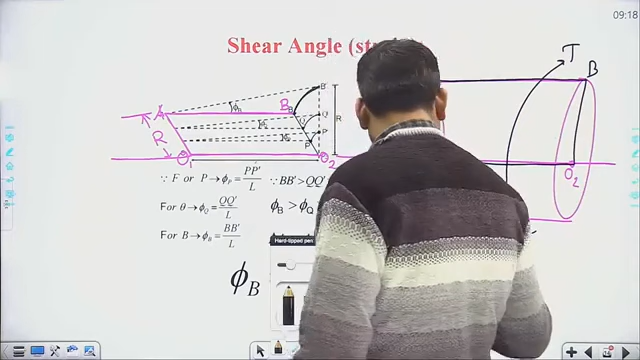 09:18
Shear Angle (st
T
B
A
B
B
B'
ϕB
R
Q
Q'
R
P
P'
O1
O2
O2
∵ F or P → ϕP = PP'/L
∵ BB' > QQ'
For θ → ϕQ = QQ'/L
ϕB > ϕQ
For B → ϕB = BB'/L
Hard-tipped pen
ϕB